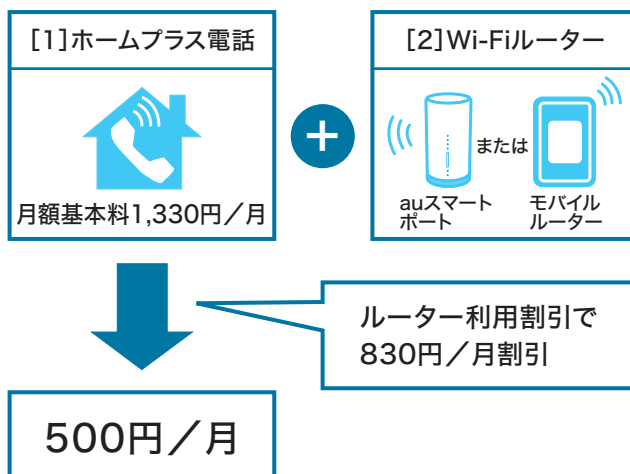 [1]ホームプラス電話
月額基本料1,330円／月
+
[2]Wi-Fiルーター
または
auスマート
ポート
モバイル
ルーター
ルーター利用割引で
830円／月割引
500円／月